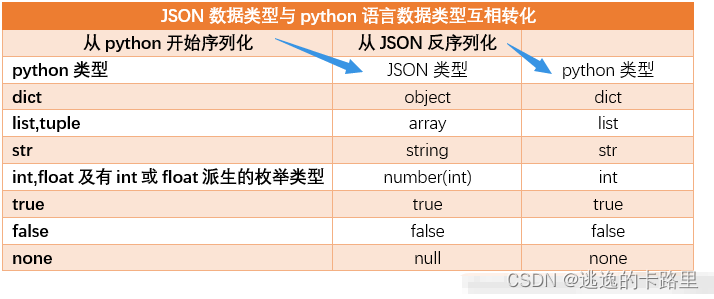 JSON 数据类型与 python 语言数据类型互相转化
从 python 开始序列化 从 JSON 反序列化
python 类型 JSON 类型 python 类型
dict object dict
list,tuple array list
str string str
int,float 及有 int 或 float 派生的枚举类型 number(int) int
true true true
false false false
none null none
CSDN @逃逸的卡路里